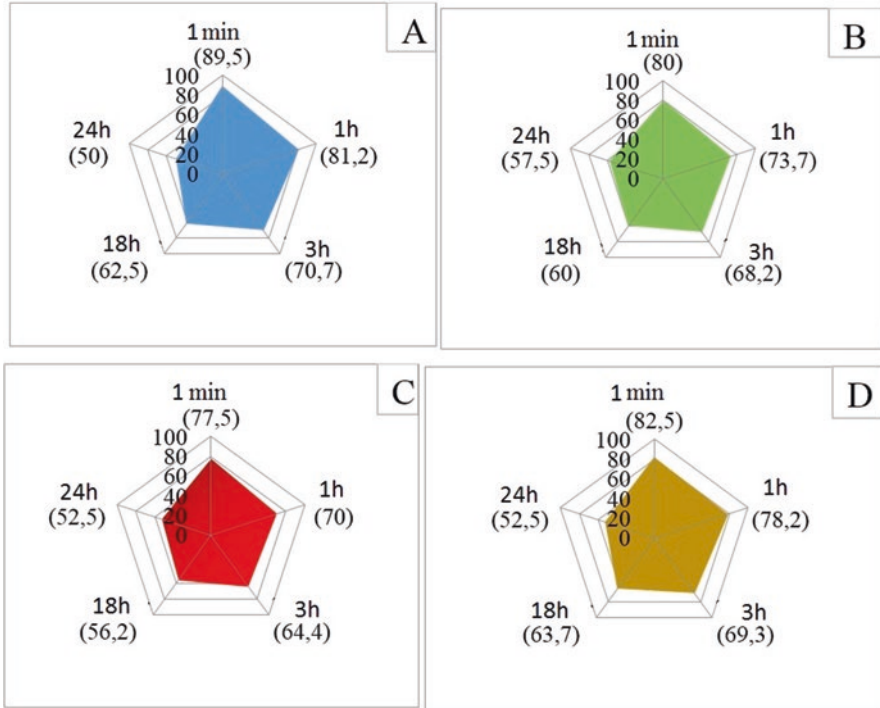 A
1 min
(89,5)
100
80
60
40
20
0
1h
(81,2)
3h
(70,7)
18h
(62,5)
24h
(50)
B
1 min
(80)
100
80
60
40
20
0
1h
(73,7)
3h
(68,2)
18h
(60)
24h
(57,5)
C
1 min
(77,5)
100
80
60
40
20
0
1h
(70)
3h
(64,4)
18h
(56,2)
24h
(52,5)
D
1 min
(82,5)
100
80
60
40
20
0
1h
(78,2)
3h
(69,3)
18h
(63,7)
24h
(52,5)